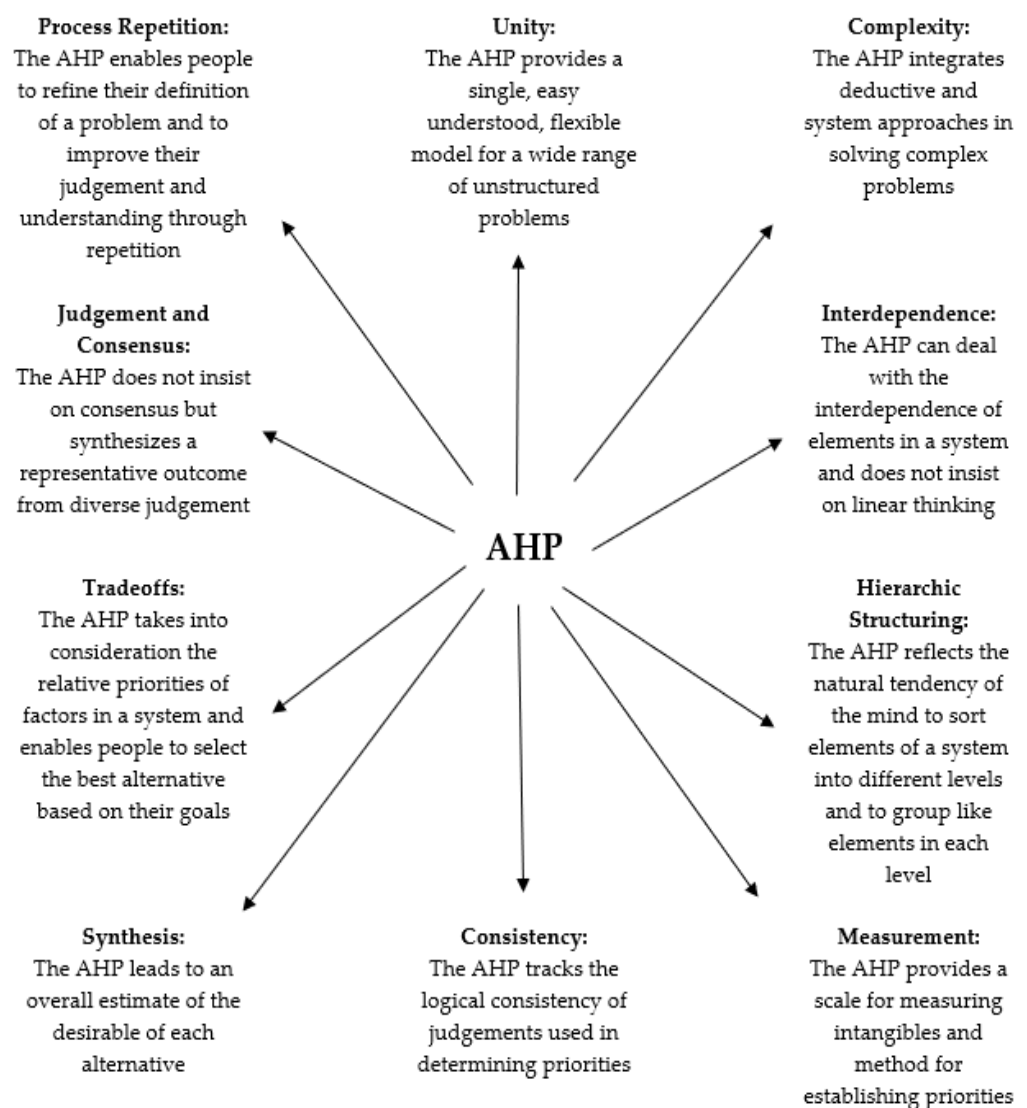 Process Repetition:
The AHP enables people
to refine their definition
of a problem and to
improve their
judgement and
understanding through
repetition
Unity:
The AHP provides a
single, easy
understood, flexible
model for a wide range
of unstructured
problems
Complexity:
The AHP integrates
deductive and
system approaches in
solving complex
problems
Judgement and
Consensus:
The AHP does not insist
on consensus but
synthesizes a
representative outcome
from diverse judgement
Interdependence:
The AHP can deal
with the
interdependence of
elements in a system
and does not insist
on linear thinking
AHP
Tradeoffs:
The AHP takes into
consideration the
relative priorities of
factors in a system and
enables people to select
the best alternative
based on their goals
Hierarchic
Structuring:
The AHP reflects the
natural tendency of
the mind to sort
elements of a system
into different levels
and to group like
elements in each
level
Synthesis:
The AHP leads to an
overall estimate of the
desirable of each
alternative
Consistency:
The AHP tracks the
logical consistency of
judgements used in
determining priorities
Measurement:
The AHP provides a
scale for measuring
intangibles and
method for
establishing priorities